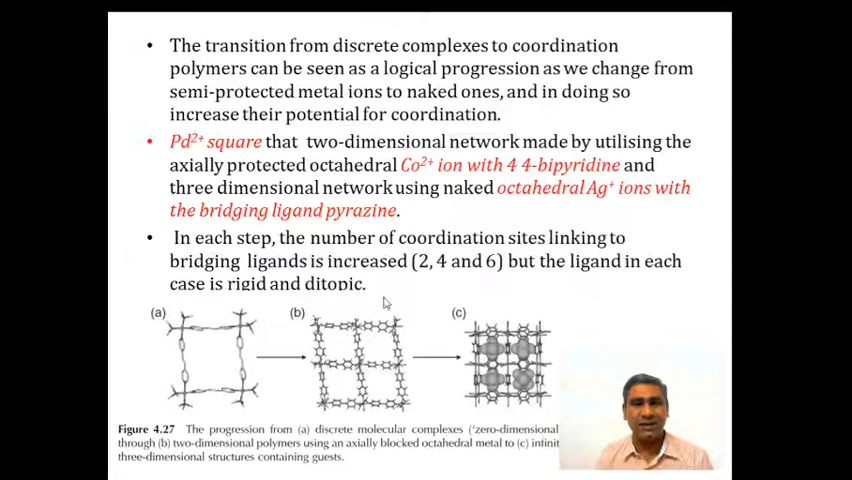 • The transition from discrete complexes to coordination
polymers can be seen as a logical progression as we change from
semi-protected metal ions to naked ones, and in doing so
increase their potential for coordination.
• Pd²⁺ square that two-dimensional network made by utilising the
axially protected octahedral Co²⁺ ion with 4 4-bipyridine and
three dimensional network using naked octahedral Ag⁺ ions with
the bridging ligand pyrazine.
• In each step, the number of coordination sites linking to
bridging ligands is increased (2, 4 and 6) but the ligand in each
case is rigid and ditopic.
(a) (b) (c)
Figure 4.27 The progression from (a) discrete molecular complexes ('zero-dimensional
through (b) two-dimensional polymers using an axially blocked octahedral metal to (c) infinit
three-dimensional structures containing guests.